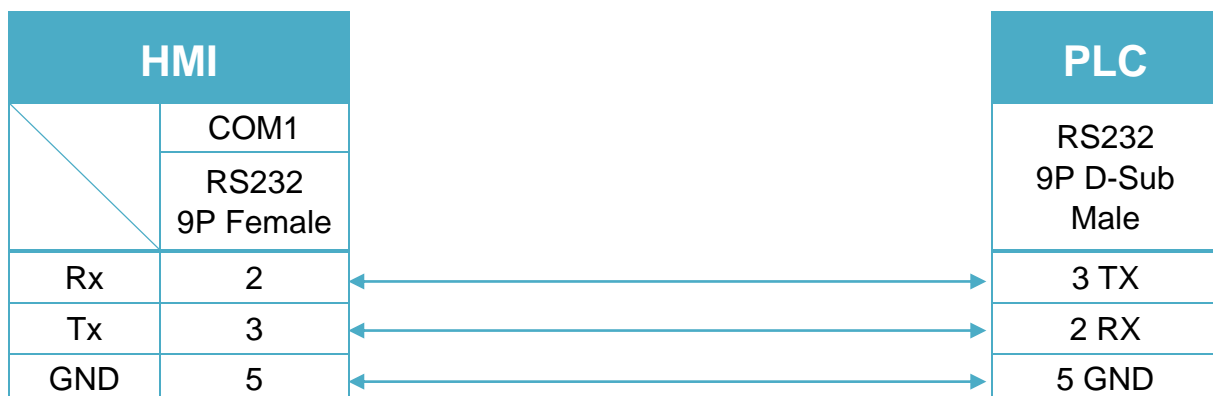 HMI
PLC
COM1
RS232
9P Female
RS232
9P D-Sub
Male
Rx 2 3 TX
Tx 3 2 RX
GND 5 5 GND